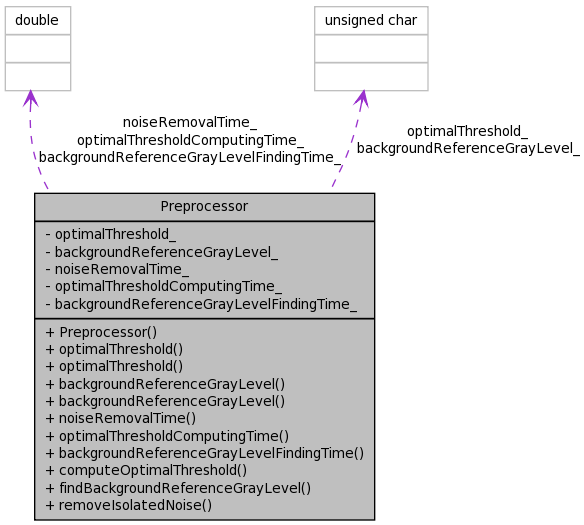 double
unsigned char
noiseRemovalTime_
optimalThresholdComputingTime_
backgroundReferenceGrayLevelFindingTime_
optimalThreshold_
backgroundReferenceGrayLevel_
Preprocessor
- optimalThreshold_
- backgroundReferenceGrayLevel_
- noiseRemovalTime_
- optimalThresholdComputingTime_
- backgroundReferenceGrayLevelFindingTime_
+ Preprocessor()
+ optimalThreshold()
+ optimalThreshold()
+ backgroundReferenceGrayLevel()
+ backgroundReferenceGrayLevel()
+ noiseRemovalTime()
+ optimalThresholdComputingTime()
+ backgroundReferenceGrayLevelFindingTime()
+ computeOptimalThreshold()
+ findBackgroundReferenceGrayLevel()
+ removeIsolatedNoise()